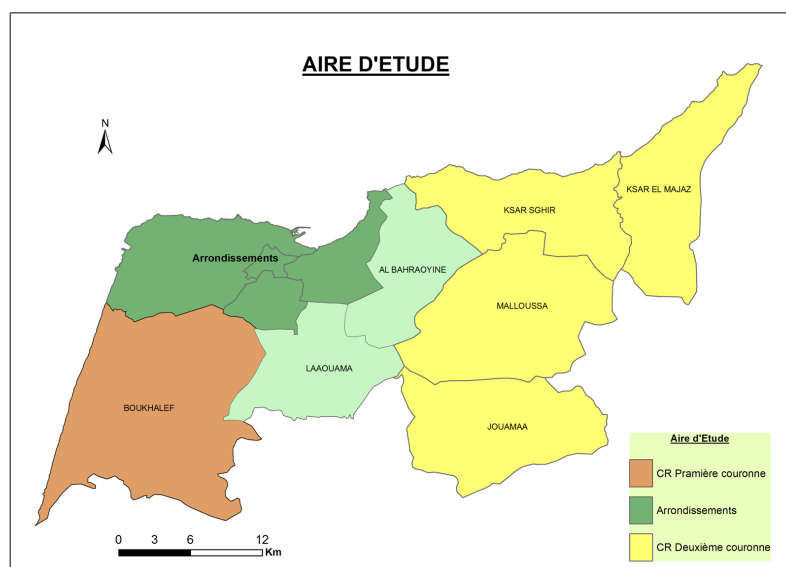 AIRE D'ETUDE
N
KSAR EL MAJAZ
KSAR SGHIR
Arrondissements
AL BAHRAOYINE
MALLOUSSA
LAAOUAMA
BOUKHALEF
JOUAMAA
Aire d'Etude
CR Pramière couronne
Arrondissements
CR Deuxième couronne
0 3 6 12
Km